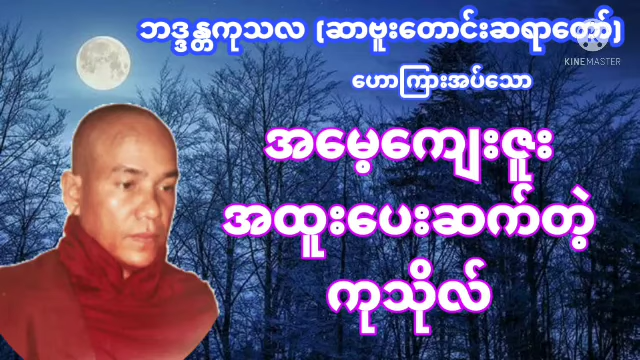 ဘဒ္ဒန္တကုသလ (ဆာဗူးတောင်းဆရာတော်)
KINEMASTER
ဟောကြားအပ်သော
အမေ့ကျေးဇူး
အထူးပေးဆက်တဲ့
ကုသိုလ်